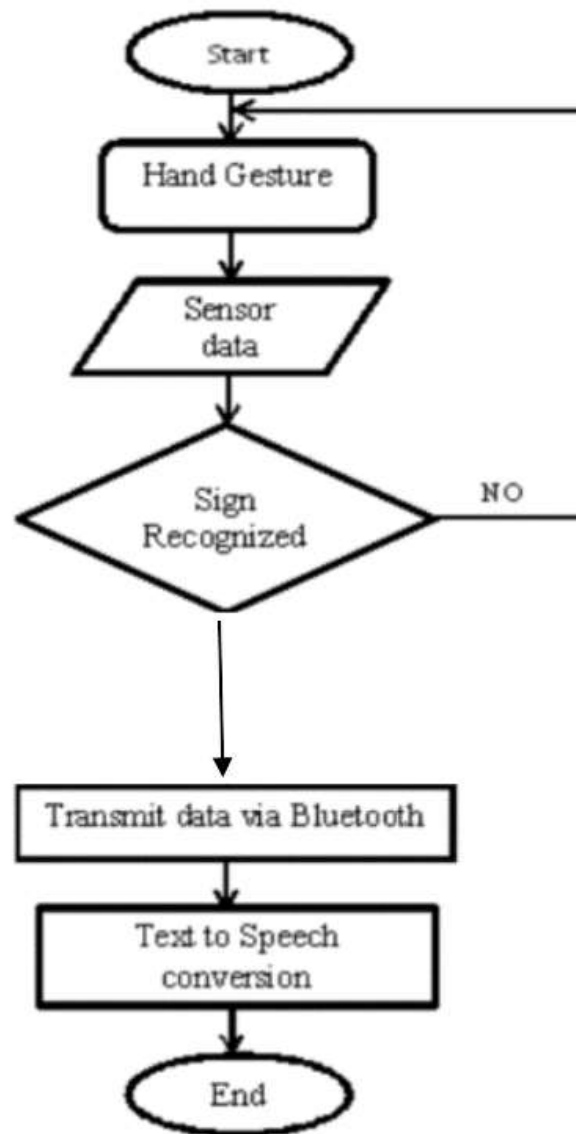 Start
Hand Gesture
Sensor
data
Sign
Recognized
NO
Transmit data via Bluetooth
Text to Speech
conversion
End